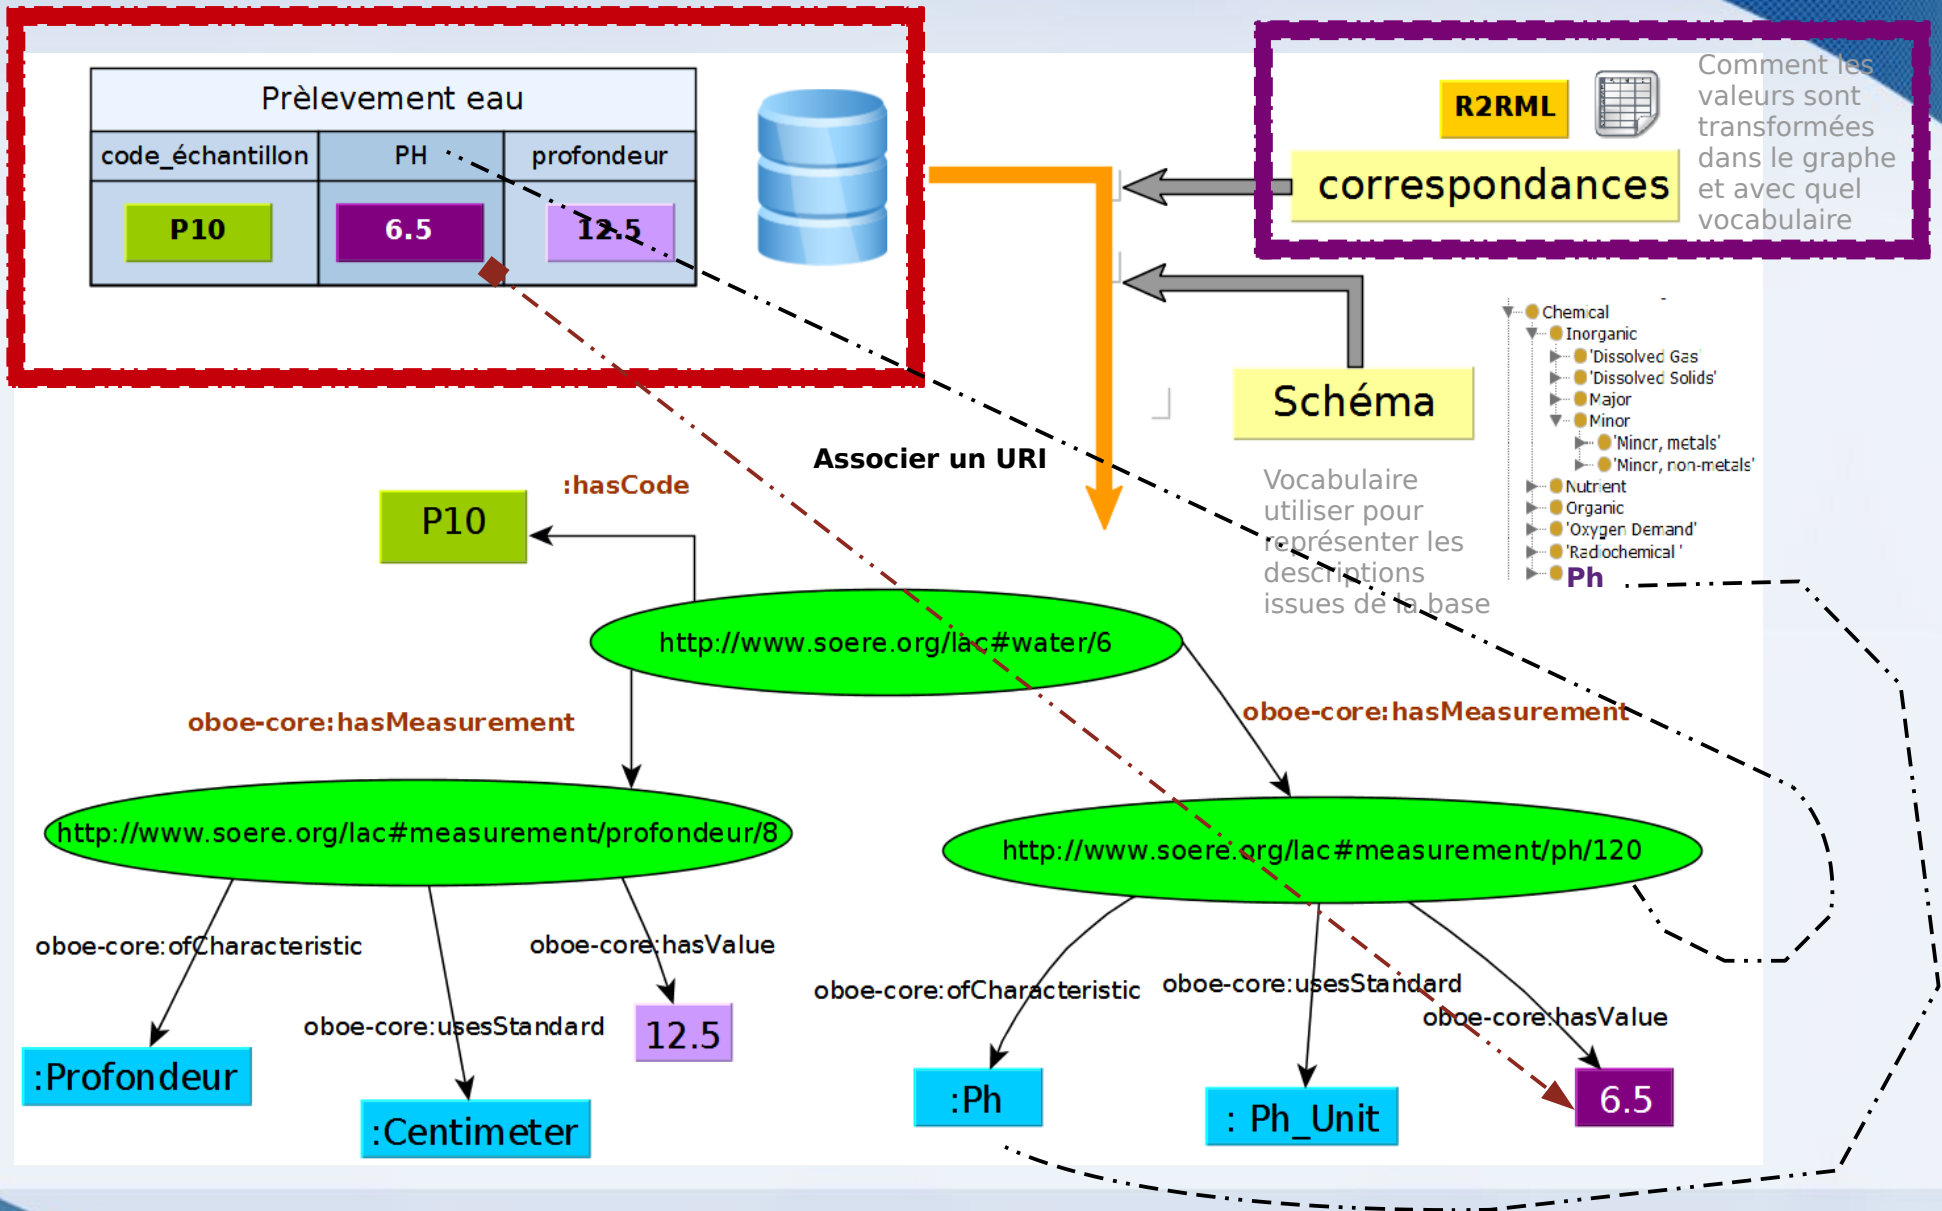 Prèlevement eau
code_échantillon PH profondeur
P10 6.5 12.5
R2RML
correspondances
Comment les
valeurs sont
transformées
dans le graphe
et avec quel
vocabulaire
Schéma
Vocabulaire
utiliser pour
représenter les
descriptions
issues de la base
Chemical
Inorganic
'Dissolved Gas'
'Dissolved Solids'
Major
Minor
'Minor, metals'
'Minor, non-metals'
Nutrient
Organic
'Oxygen Demand'
'Radiochemical '
Ph
Associer un URI
:hasCode
P10
http://www.soere.org/lac#water/6
oboe-core:hasMeasurement
oboe-core:hasMeasurement
http://www.soere.org/lac#measurement/profondeur/8
http://www.soere.org/lac#measurement/ph/120
oboe-core:ofCharacteristic
oboe-core:hasValue
oboe-core:usesStandard
12.5
:Profondeur
:Centimeter
oboe-core:ofCharacteristic
oboe-core:usesStandard
oboe-core:hasValue
:Ph
: Ph_Unit
6.5